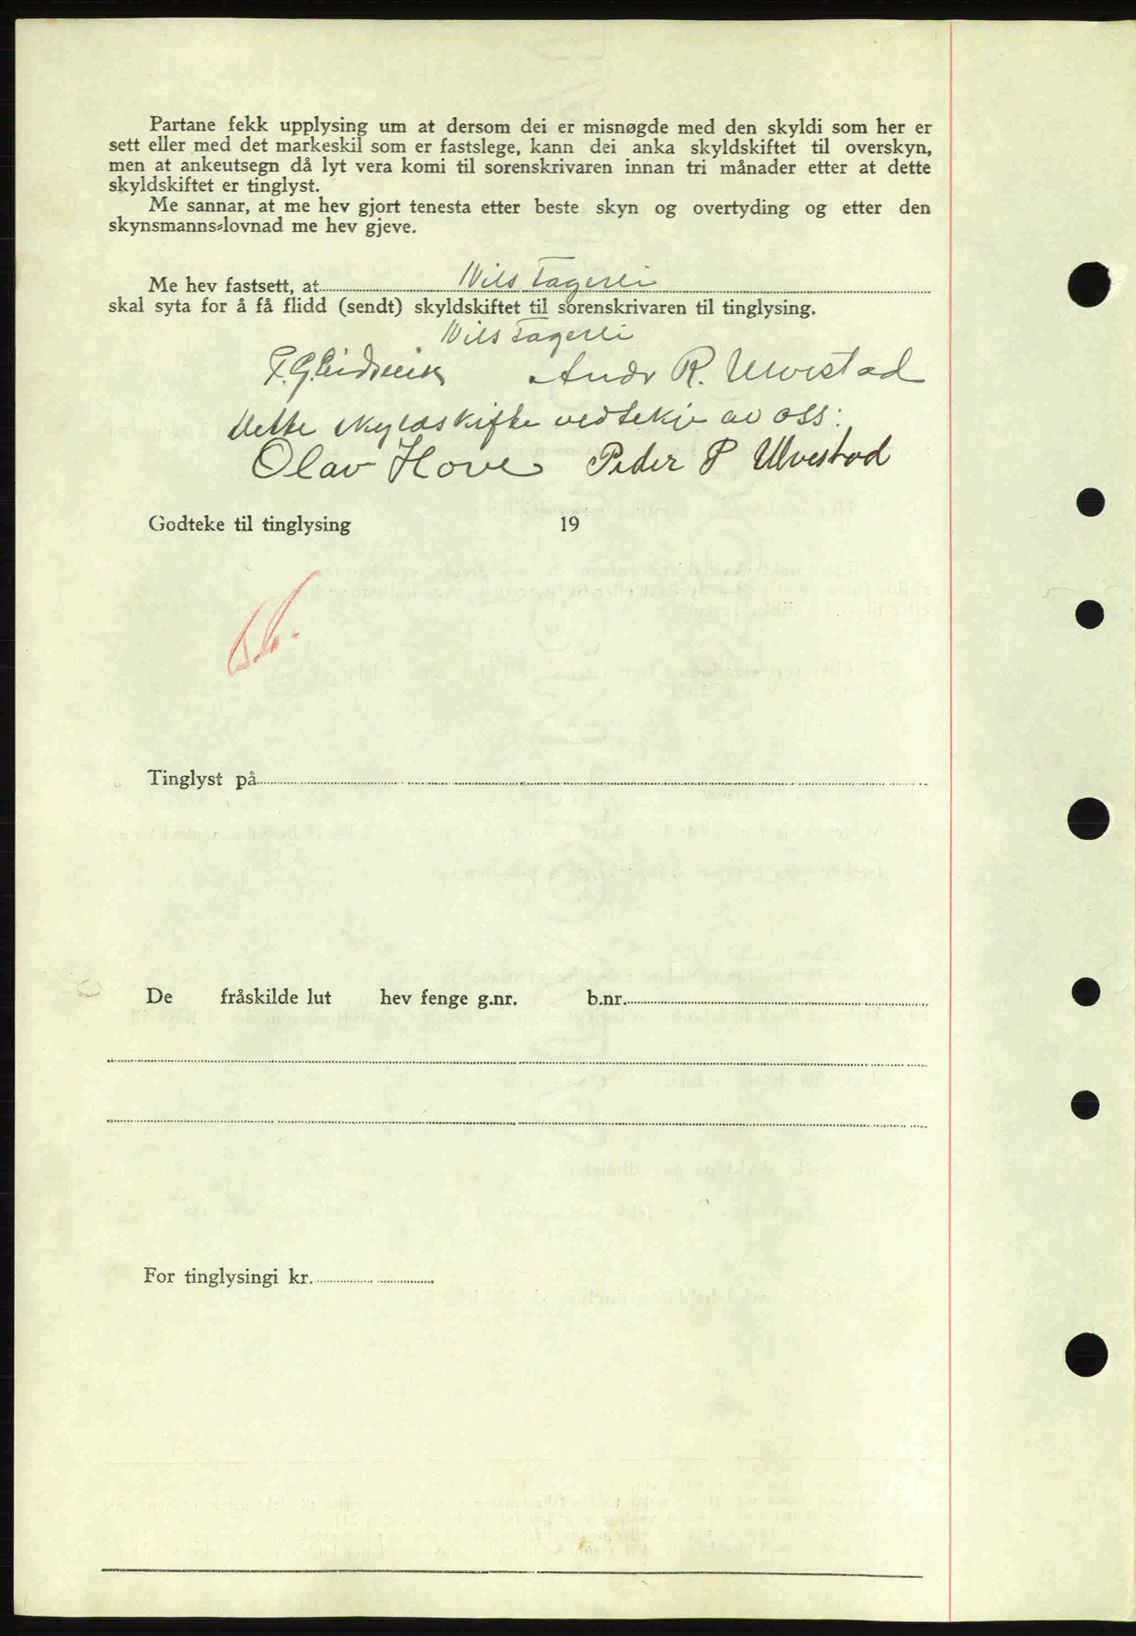 Partane fekk upplysing um at dersom dei er misnøgde med den skyldi som her er
sett eller med det markeskil som er fastslege, kann dei anka skyldskiftet til overskyn,
men at ankeutsegn då lyt vera komi til sorenskrivaren innan tri månader etter at dette
skyldskiftet er tinglyst.
Me sannar, at me hev gjort tenesta etter beste skyn og overtyding og etter den
skynsmanns-lovnad me hev gjeve.
Me hev fastsett, at Nils Fagerli
skal syta for å få flidd (sendt) skyldskiftet til sorenskrivaren til tinglysing.
Nils Fagerli
Andr R. Ulvestad
Dette skyldskifte vedtekje av oss:
Olav Hove Peder P Ulvestad
Godteke til tinglysing 19
Tinglyst på
De fråskilde lut hev fenge g.nr. b.nr.
For tinglysingi kr.